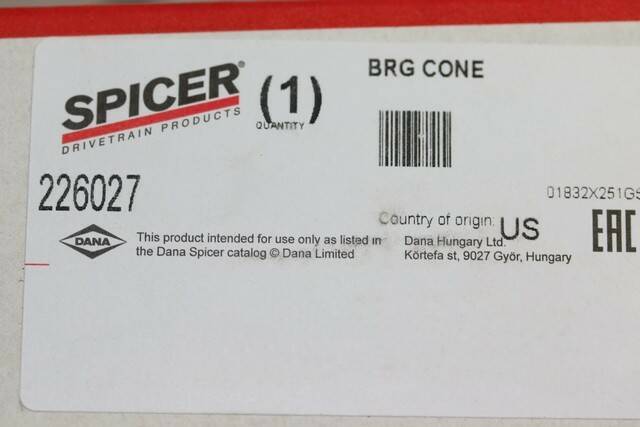 SPICER®
DRIVETRAIN PRODUCTS
(1)
QUANTITY
BRG CONE
226027
01832X251GS
Country of origin: US
EAC
DANA
This product intended for use only as listed in
the Dana Spicer catalog © Dana Limited
Dana Hungary Ltd.
Körtefa st, 9027 Györ, Hungary